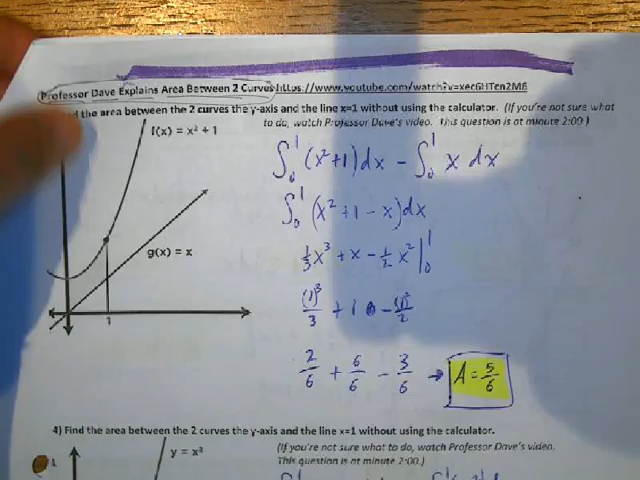 Professor Dave Explains Area Between 2 Curves https://www.youtube.com/watch?v=xec6HTcn2M8
the area between the 2 curves the y-axis and the line x=1 without using the calculator. (If you're not sure what
to do, watch Professor Dave's video. This question is at minute 2:00 )
f(x) = x² + 1
∫₀¹ (x²+1)dx − ∫₀¹ x dx
∫₀¹ (x² + 1 − x)dx
g(x) = x
⅓x³ + x − ½x² |₀¹
(1)³/3 + 1 − (1)²/2
1
2/6 + 6/6 − 3/6 → A = 5/6
4) Find the area between the 2 curves the y-axis and the line x=1 without using the calculator.
y = x²
(If you're not sure what to do, watch Professor Dave's video.
This question is at minute 2:00.)